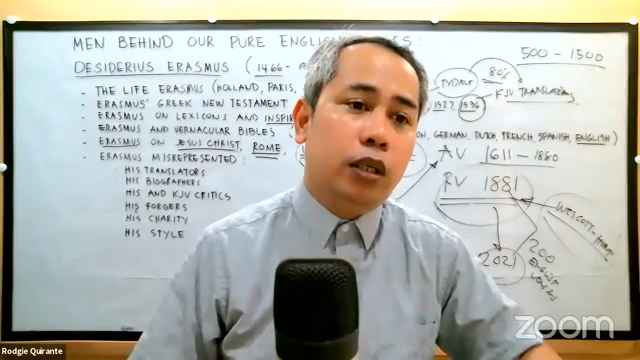 MEN BEHIND OUR PURE ENGLISH
500 - 1500
DESIDERIUS ERASMUS (1466 -
TYDALE
80%
KJV TRANSLATORS
- THE LIFE ERASMUS (HOLLAND, PARIS,
- ERASMUS' GREEK NEW TESTAMENT
1527
1536
- ERASMUS ON LEXICONS AND INSPIR
- ERASMUS AND VERNACULAR BIBLES
GERMAN, DUTCH, FRENCH, SPANISH, ENGLISH)
- ERASMUS ON JESUS CHRIST, ROME,
AV 1611 - 1880
- ERASMUS MISREPRESENTED:
HIS TRANSLATORS
RV 1881
HIS BIOGRAPHERS
HIS AND KJV CRITICS
WESCOTT-HORT
HIS FORGERS
HIS CHARITY
HIS STYLE
200
ENGLISH
2021
zoom
Rodgie Quirante